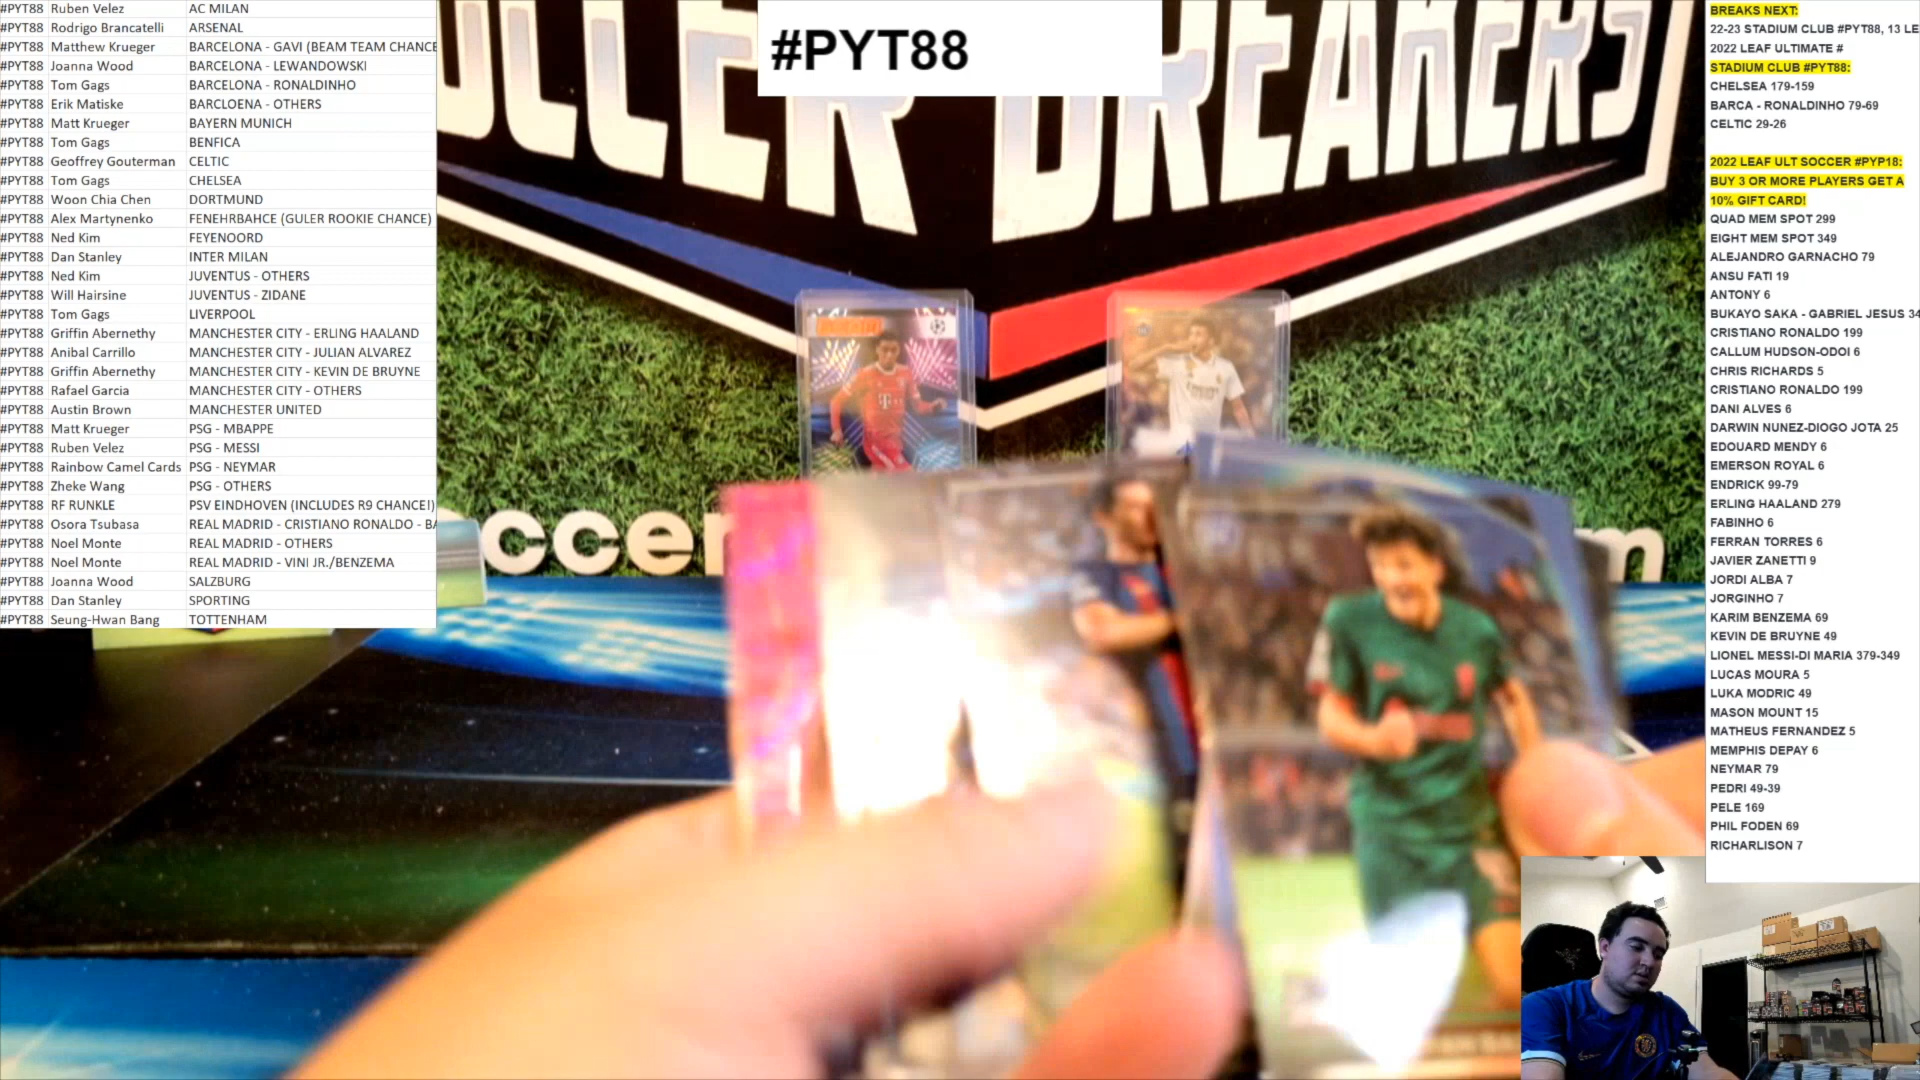 #PYT88 Ruben Velez AC MILAN
#PYT88 Rodrigo Brancatelli ARSENAL
#PYT88 Matthew Krueger BARCELONA - GAVI (BEAM TEAM CHANCE
#PYT88 Joanna Wood BARCELONA - LEWANDOWSKI
#PYT88 Tom Gags BARCELONA - RONALDINHO
#PYT88 Erik Matiske BARCLOENA - OTHERS
#PYT88 Matt Krueger BAYERN MUNICH
#PYT88 Tom Gags BENFICA
#PYT88 Geoffrey Gouterman CELTIC
#PYT88 Tom Gags CHELSEA
#PYT88 Woon Chia Chen DORTMUND
#PYT88 Alex Martynenko FENEHRBAHCE (GULER ROOKIE CHANCE)
#PYT88 Ned Kim FEYENOORD
#PYT88 Dan Stanley INTER MILAN
#PYT88 Ned Kim JUVENTUS - OTHERS
#PYT88 Will Hairsine JUVENTUS - ZIDANE
#PYT88 Tom Gags LIVERPOOL
#PYT88 Griffin Abernethy MANCHESTER CITY - ERLING HAALAND
#PYT88 Anibal Carrillo MANCHESTER CITY - JULIAN ALVAREZ
#PYT88 Griffin Abernethy MANCHESTER CITY - KEVIN DE BRUYNE
#PYT88 Rafael Garcia MANCHESTER CITY - OTHERS
#PYT88 Austin Brown MANCHESTER UNITED
#PYT88 Matt Krueger PSG - MBAPPE
#PYT88 Ruben Velez PSG - MESSI
#PYT88 Rainbow Camel Cards PSG - NEYMAR
#PYT88 Zheke Wang PSG - OTHERS
#PYT88 RF RUNKLE PSV EINDHOVEN (INCLUDES R9 CHANCE!)
#PYT88 Osora Tsubasa REAL MADRID - CRISTIANO RONALDO - BA
#PYT88 Noel Monte REAL MADRID - OTHERS
#PYT88 Noel Monte REAL MADRID - VINI JR./BENZEMA
#PYT88 Joanna Wood SALZBURG
#PYT88 Dan Stanley SPORTING
#PYT88 Seung-Hwan Bang TOTTENHAM
#PYT88
OCCER BREAKERS
occer
m
BREAKS NEXT:
22-23 STADIUM CLUB #PYT88, 13 LE
2022 LEAF ULTIMATE #
STADIUM CLUB #PYT88:
CHELSEA 179-159
BARCA - RONALDINHO 79-69
CELTIC 29-26
2022 LEAF ULT SOCCER #PYP18:
BUY 3 OR MORE PLAYERS GET A
10% GIFT CARD!
QUAD MEM SPOT 299
EIGHT MEM SPOT 349
ALEJANDRO GARNACHO 79
ANSU FATI 19
ANTONY 6
BUKAYO SAKA - GABRIEL JESUS 34
CRISTIANO RONALDO 199
CALLUM HUDSON-ODOI 6
CHRIS RICHARDS 5
CRISTIANO RONALDO 199
DANI ALVES 6
DARWIN NUNEZ-DIOGO JOTA 25
EDOUARD MENDY 6
EMERSON ROYAL 6
ENDRICK 99-79
ERLING HAALAND 279
FABINHO 6
FERRAN TORRES 6
JAVIER ZANETTI 9
JORDI ALBA 7
JORGINHO 7
KARIM BENZEMA 69
KEVIN DE BRUYNE 49
LIONEL MESSI-DI MARIA 379-349
LUCAS MOURA 5
LUKA MODRIC 49
MASON MOUNT 15
MATHEUS FERNANDEZ 5
MEMPHIS DEPAY 6
NEYMAR 79
PEDRI 49-39
PELE 169
PHIL FODEN 69
RICHARLISON 7